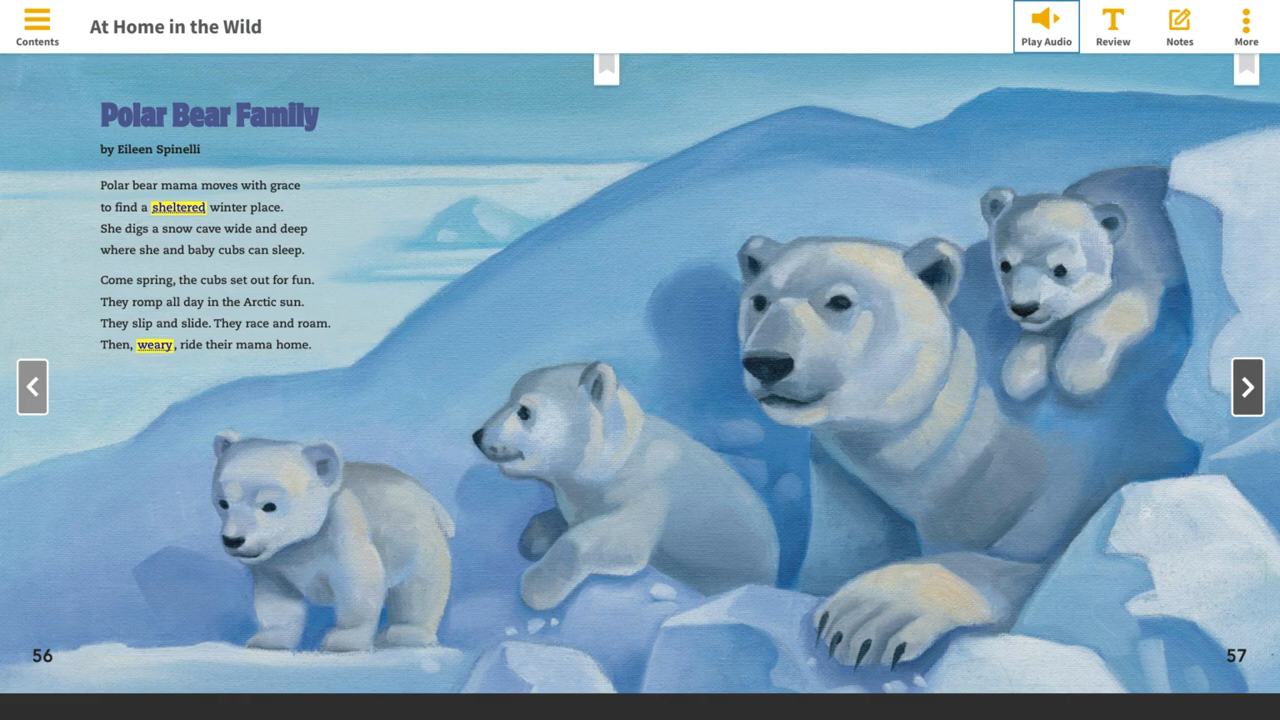 Contents
At Home in the Wild
Play Audio
Review
Notes
More
Polar Bear Family
by Eileen Spinelli
Polar bear mama moves with grace
to find a sheltered winter place.
She digs a snow cave wide and deep
where she and baby cubs can sleep.
Come spring, the cubs set out for fun.
They romp all day in the Arctic sun.
They slip and slide. They race and roam.
Then, weary, ride their mama home.
56
57